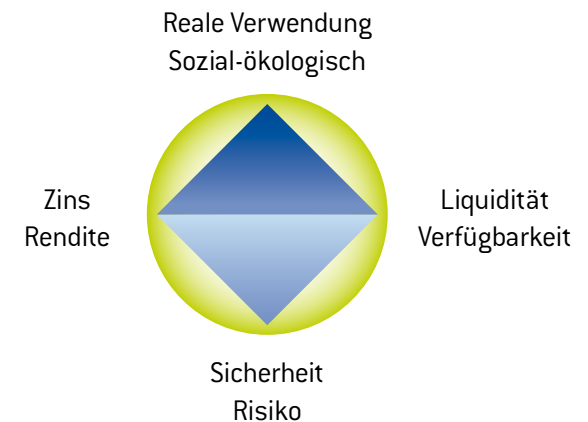 Reale Verwendung
Sozial-ökologisch
Zins
Rendite
Liquidität
Verfügbarkeit
Sicherheit
Risiko